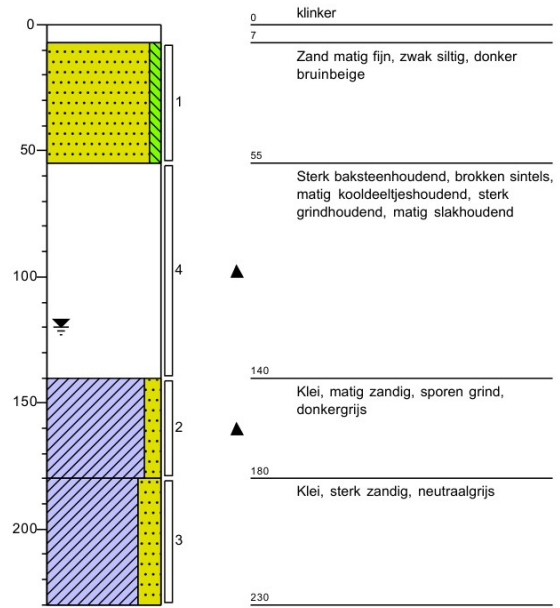 0
klinker
0
7
Zand matig fijn, zwak siltig, donker
bruinbeige
1
50
55
Sterk baksteenhoudend, brokken sintels,
matig kooldeeltjeshoudend, sterk
grindhoudend, matig slakhoudend
4
100
140
Klei, matig zandig, sporen grind,
donkergrijs
150
2
180
Klei, sterk zandig, neutraalgrijs
200
3
230